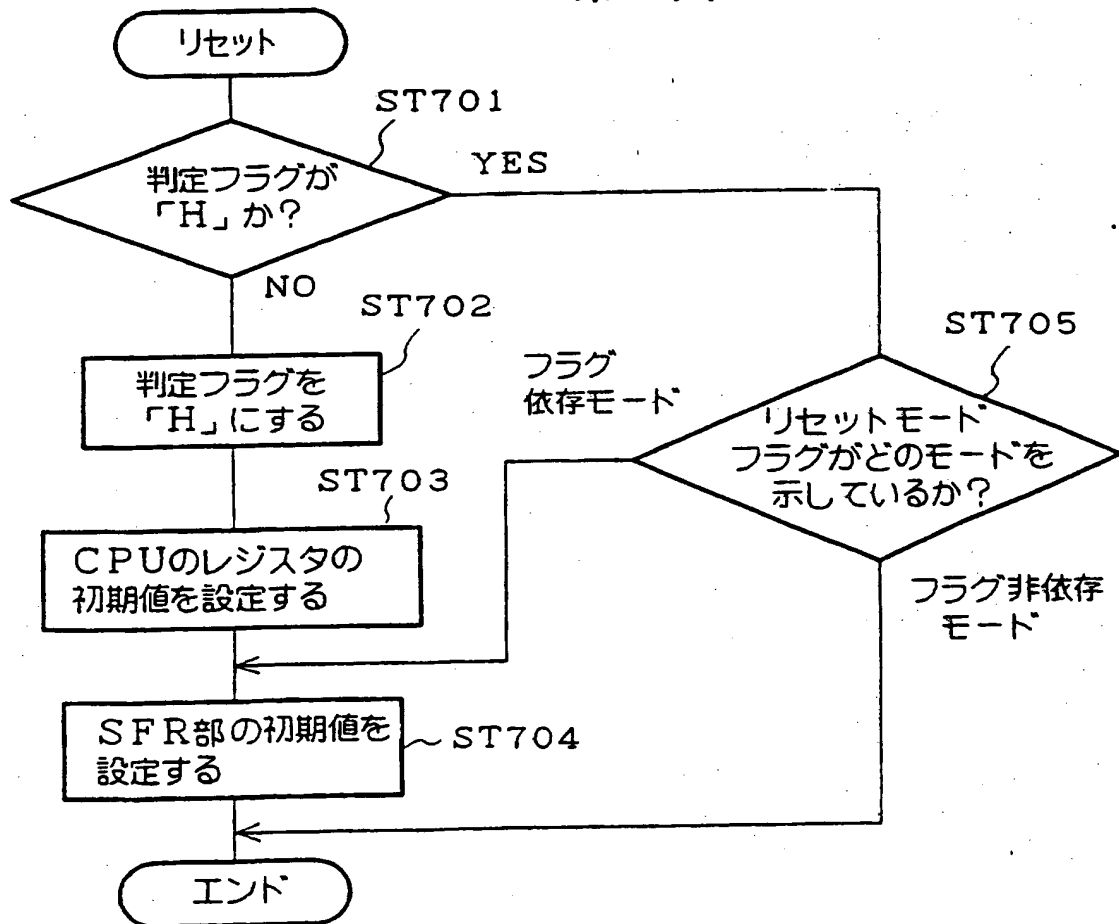 リセット
ST701
判定フラグが
「H」か?
YES
NO
ST702
判定フラグを
「H」にする
ST703
CPUのレジスタの
初期値を設定する
SFR部の初期値を
設定する
ST704
エンド
フラグ
依存モード
ST705
リセットモード
フラグがどのモードを
示しているか?
フラグ非依存
モード